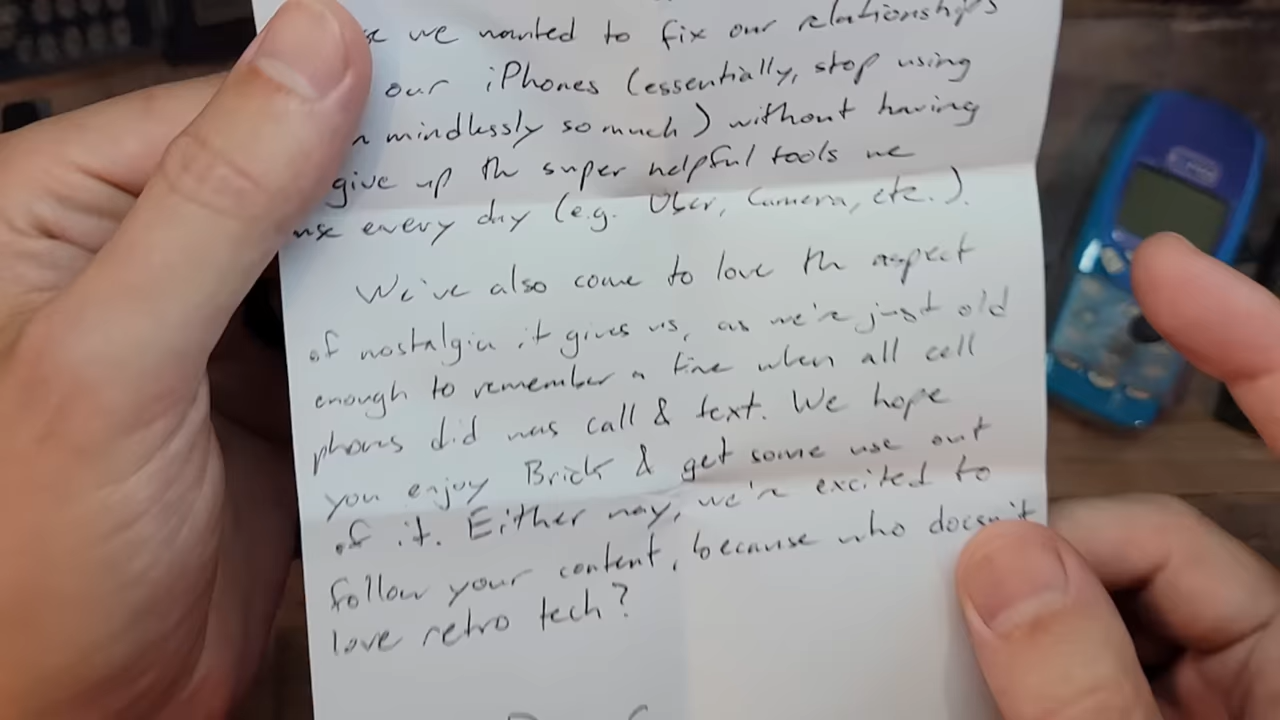 we wanted to fix our relationships
our iPhones (essentially, stop using
mindlessly so much) without having
give up the super helpful tools we
use every day (e.g. Uber, Camera, etc.).
We've also come to love the aspect
of nostalgia it gives us, as we're just old
enough to remember a time when all cell
phones did was call & text. We hope
you enjoy Brick & get some use out
of it. Either way, we're excited to
follow your content, because who doesn't
love retro tech?